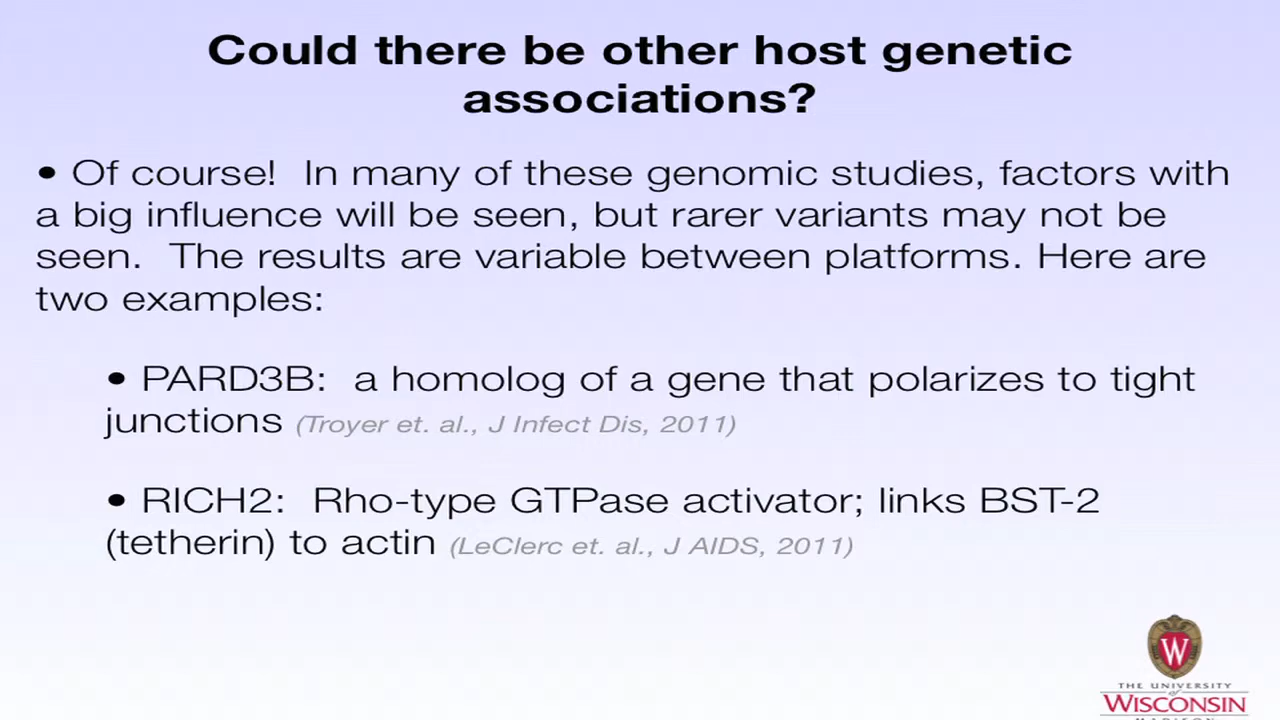 Could there be other host genetic
associations?
• Of course!  In many of these genomic studies, factors with
a big influence will be seen, but rarer variants may not be
seen.  The results are variable between platforms. Here are
two examples:
• PARD3B:  a homolog of a gene that polarizes to tight
junctions (Troyer et. al., J Infect Dis, 2011)
• RICH2:  Rho-type GTPase activator; links BST-2
(tetherin) to actin (LeClerc et. al., J AIDS, 2011)
W
THE UNIVERSITY
of
WISCONSIN
MADISON